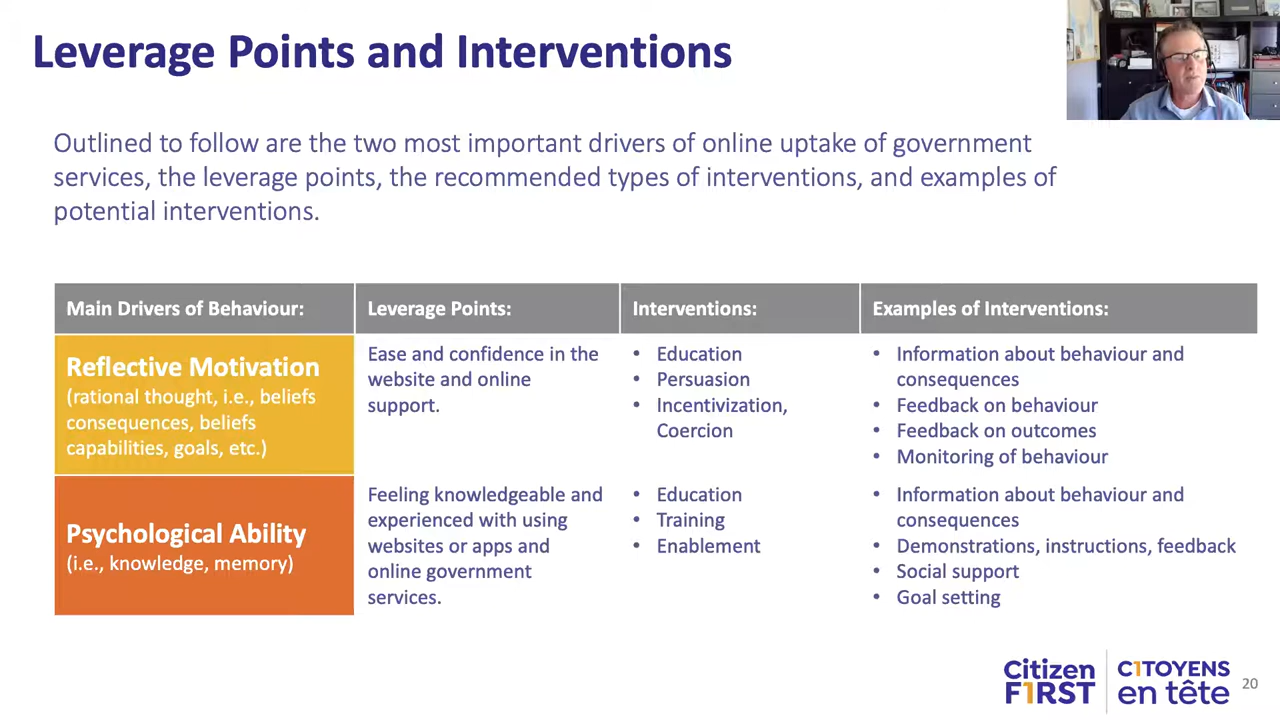 Leverage Points and Interventions
Outlined to follow are the two most important drivers of online uptake of government
services, the leverage points, the recommended types of interventions, and examples of
potential interventions.
Main Drivers of Behaviour:
Leverage Points:
Interventions:
Examples of Interventions:
Reflective Motivation
(rational thought, i.e., beliefs
consequences, beliefs
capabilities, goals, etc.)
Ease and confidence in the
website and online
support.
• Education
• Persuasion
• Incentivization,
Coercion
• Information about behaviour and
consequences
• Feedback on behaviour
• Feedback on outcomes
• Monitoring of behaviour
Psychological Ability
(i.e., knowledge, memory)
Feeling knowledgeable and
experienced with using
websites or apps and
online government
services.
• Education
• Training
• Enablement
• Information about behaviour and
consequences
• Demonstrations, instructions, feedback
• Social support
• Goal setting
Citizen
F1RST
C1TOYENS
en tête
20